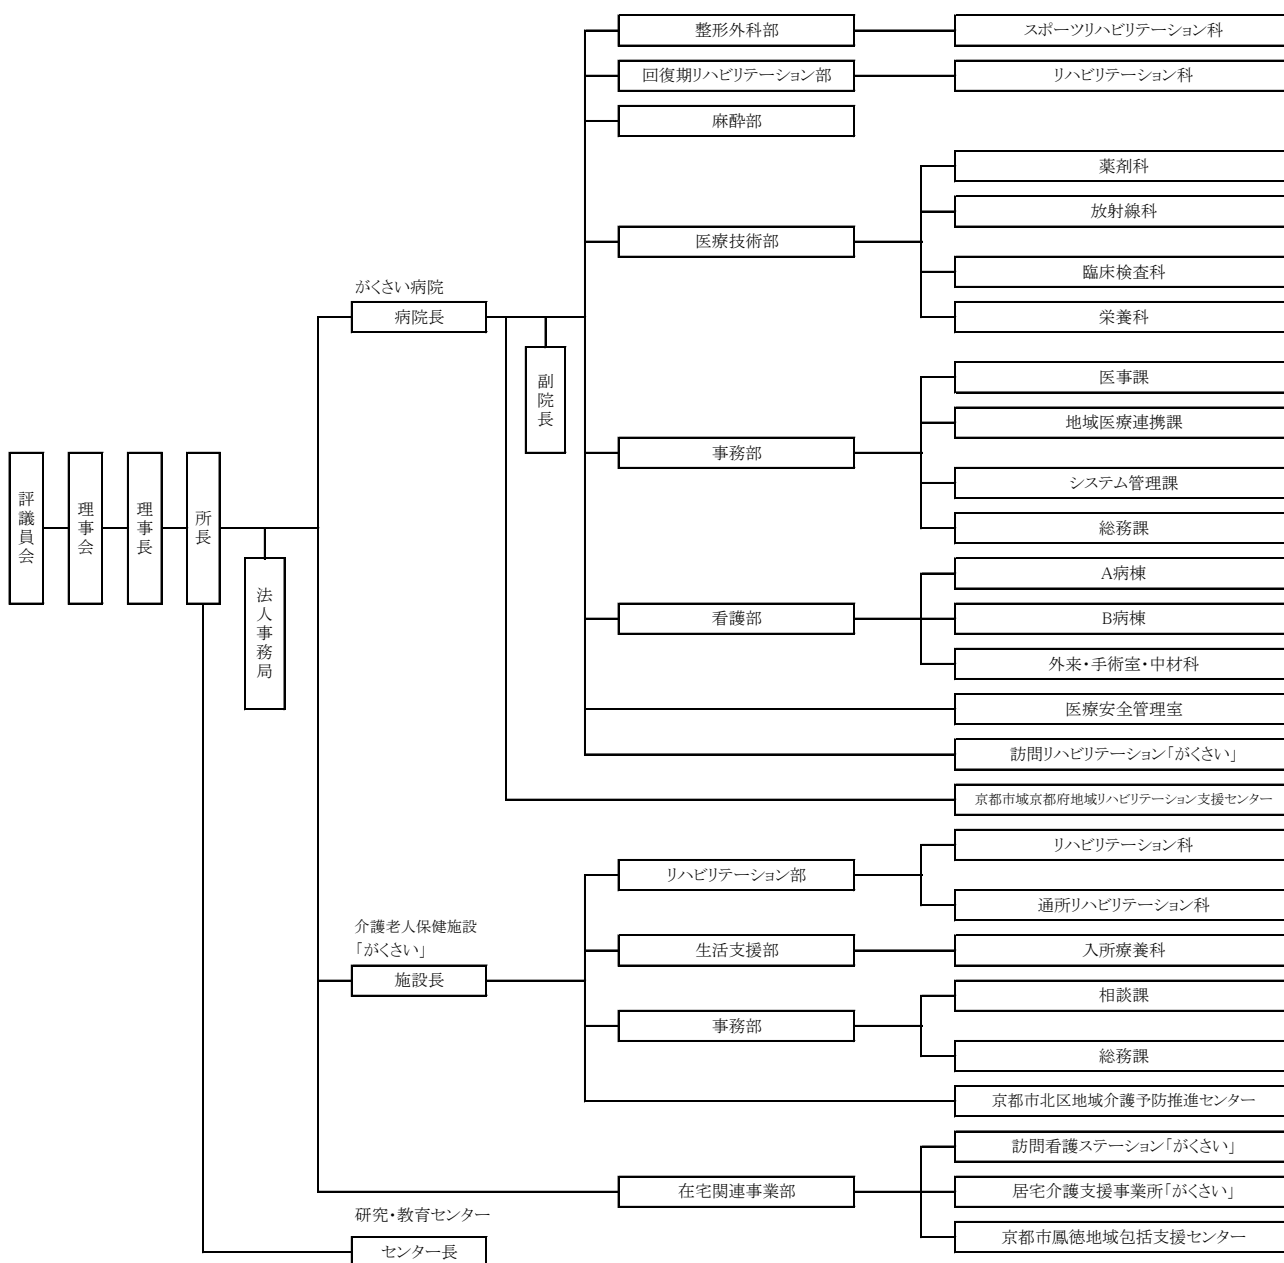 評議員会
理事会
理事長
所長
法人事務局
がくさい病院
病院長
副院長
整形外科部
スポーツリハビリテーション科
回復期リハビリテーション部
リハビリテーション科
麻酔部
医療技術部
薬剤科
放射線科
臨床検査科
栄養科
事務部
医事課
地域医療連携課
システム管理課
総務課
看護部
A病棟
B病棟
外来・手術室・中材科
医療安全管理室
訪問リハビリテーション「がくさい」
京都市域京都府地域リハビリテーション支援センター
介護老人保健施設
「がくさい」
施設長
リハビリテーション部
リハビリテーション科
通所リハビリテーション科
生活支援部
入所療養科
事務部
相談課
総務課
京都市北区地域介護予防推進センター
在宅関連事業部
訪問看護ステーション「がくさい」
居宅介護支援事業所「がくさい」
京都市鳳徳地域包括支援センター
研究・教育センター
センター長